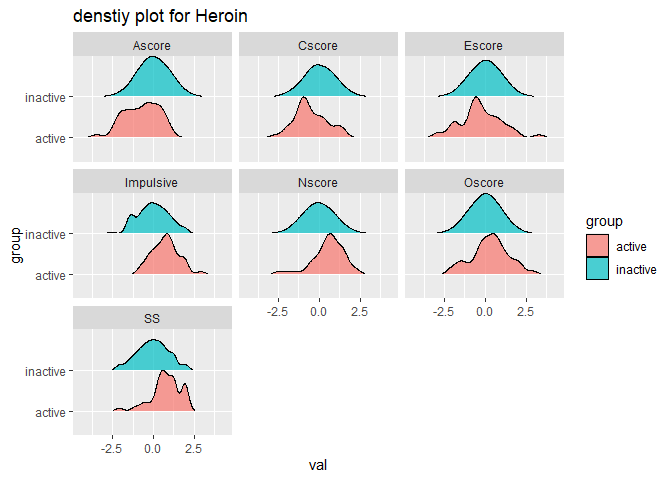 denstiy plot for Heroin
Ascore Cscore Escore
inactive
active
Impulsive Nscore Oscore
inactive
active
SS
inactive
active
-2.5 0.0 2.5 -2.5 0.0 2.5
-2.5 0.0 2.5
val
group
group
active
inactive